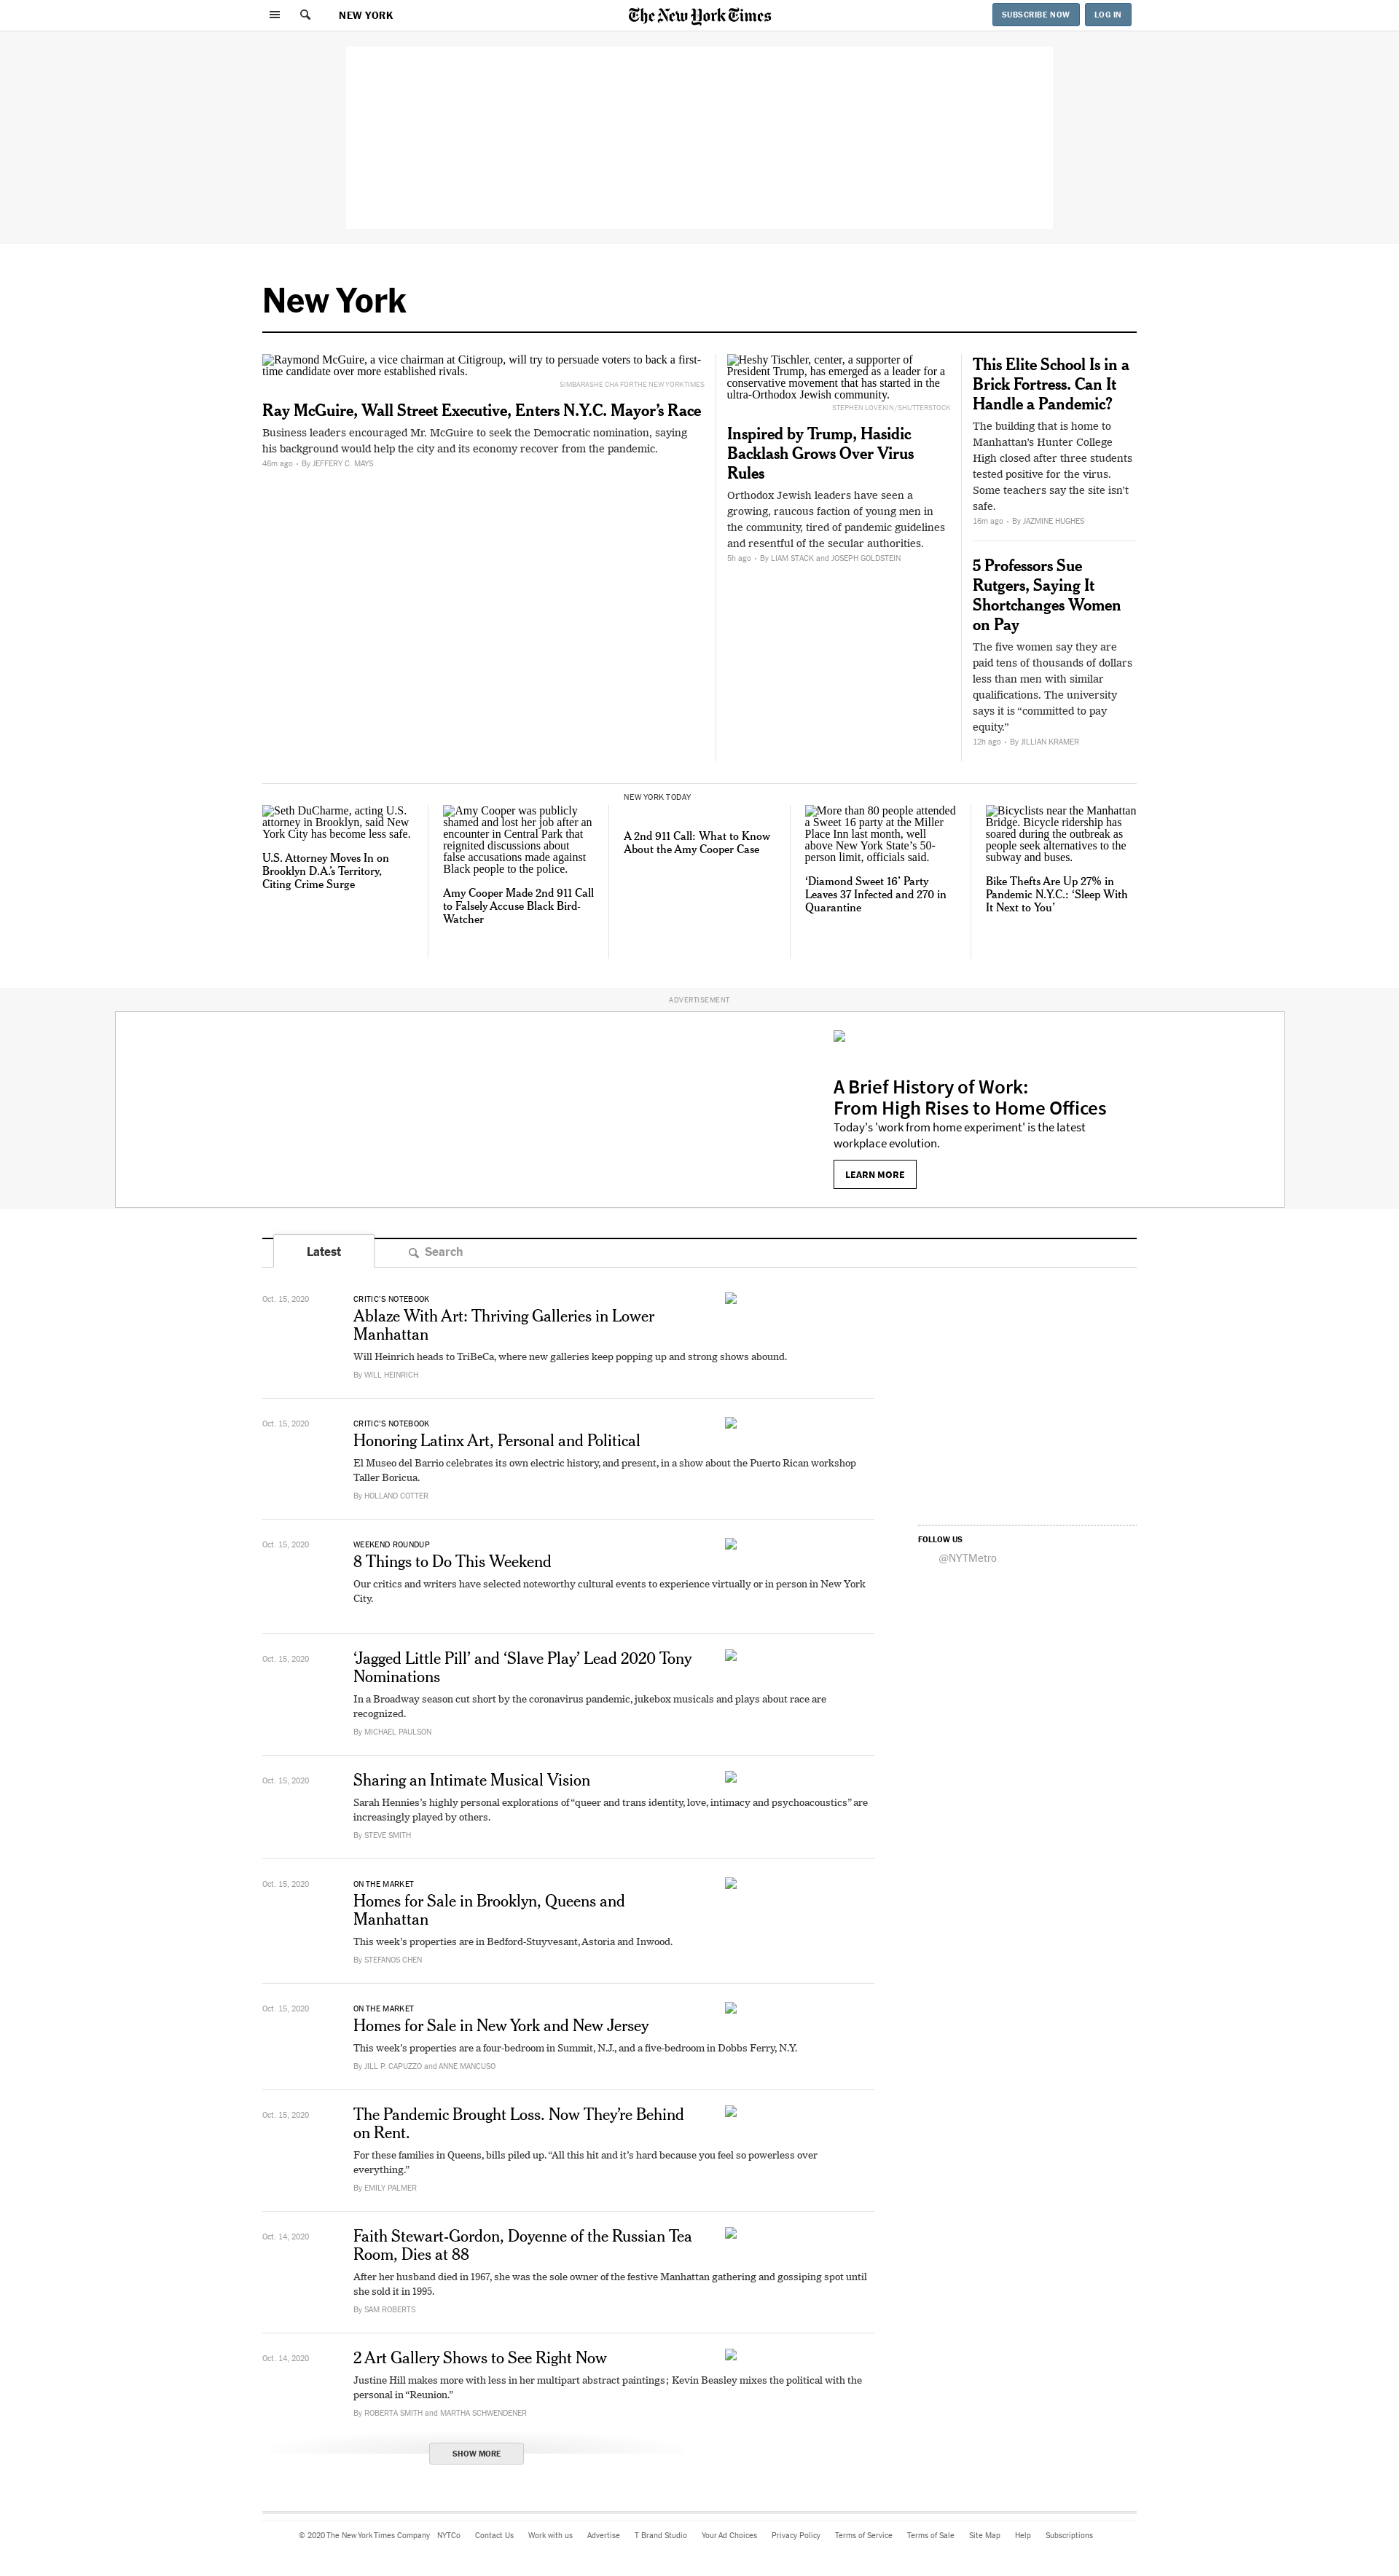 NEW YORK
The New York Times
SUBSCRIBE NOW
LOG IN
New York
Raymond McGuire, a vice chairman at Citigroup, will try to persuade voters to back a first-
time candidate over more established rivals.
SIMBARASHE CHA FOR THE NEW YORK TIMES
Ray McGuire, Wall Street Executive, Enters N.Y.C. Mayor’s Race
Business leaders encouraged Mr. McGuire to seek the Democratic nomination, saying
his background would help the city and its economy recover from the pandemic.
46m ago • By JEFFERY C. MAYS
Heshy Tischler, center, a supporter of
President Trump, has emerged as a leader for a
conservative movement that has started in the
ultra-Orthodox Jewish community.
STEPHEN LOVEKIN/SHUTTERSTOCK
Inspired by Trump, Hasidic
Backlash Grows Over Virus
Rules
Orthodox Jewish leaders have seen a
growing, raucous faction of young men in
the community, tired of pandemic guidelines
and resentful of the secular authorities.
5h ago • By LIAM STACK and JOSEPH GOLDSTEIN
This Elite School Is in a
Brick Fortress. Can It
Handle a Pandemic?
The building that is home to
Manhattan’s Hunter College
High closed after three students
tested positive for the virus.
Some teachers say the site isn’t
safe.
16m ago • By JAZMINE HUGHES
5 Professors Sue
Rutgers, Saying It
Shortchanges Women
on Pay
The five women say they are
paid tens of thousands of dollars
less than men with similar
qualifications. The university
says it is “committed to pay
equity.”
12h ago • By JILLIAN KRAMER
Seth DuCharme, acting U.S.
attorney in Brooklyn, said New
York City has become less safe.
U.S. Attorney Moves In on
Brooklyn D.A.’s Territory,
Citing Crime Surge
Amy Cooper was publicly
shamed and lost her job after an
encounter in Central Park that
reignited discussions about
false accusations made against
Black people to the police.
Amy Cooper Made 2nd 911 Call
to Falsely Accuse Black Bird-
Watcher
NEW YORK TODAY
A 2nd 911 Call: What to Know
About the Amy Cooper Case
More than 80 people attended
a Sweet 16 party at the Miller
Place Inn last month, well
above New York State’s 50-
person limit, officials said.
‘Diamond Sweet 16’ Party
Leaves 37 Infected and 270 in
Quarantine
Bicyclists near the Manhattan
Bridge. Bicycle ridership has
soared during the outbreak as
people seek alternatives to the
subway and buses.
Bike Thefts Are Up 27% in
Pandemic N.Y.C.: ‘Sleep With
It Next to You’
ADVERTISEMENT
A Brief History of Work:
From High Rises to Home Offices
Today's 'work from home experiment' is the latest
workplace evolution.
LEARN MORE
Latest
Search
Oct. 15, 2020
CRITIC’S NOTEBOOK
Ablaze With Art: Thriving Galleries in Lower
Manhattan
Will Heinrich heads to TriBeCa, where new galleries keep popping up and strong shows abound.
By WILL HEINRICH
Oct. 15, 2020
CRITIC’S NOTEBOOK
Honoring Latinx Art, Personal and Political
El Museo del Barrio celebrates its own electric history, and present, in a show about the Puerto Rican workshop
Taller Boricua.
By HOLLAND COTTER
FOLLOW US
@NYTMetro
Oct. 15, 2020
WEEKEND ROUNDUP
8 Things to Do This Weekend
Our critics and writers have selected noteworthy cultural events to experience virtually or in person in New York
City.
Oct. 15, 2020
‘Jagged Little Pill’ and ‘Slave Play’ Lead 2020 Tony
Nominations
In a Broadway season cut short by the coronavirus pandemic, jukebox musicals and plays about race are
recognized.
By MICHAEL PAULSON
Oct. 15, 2020
Sharing an Intimate Musical Vision
Sarah Hennies’s highly personal explorations of “queer and trans identity, love, intimacy and psychoacoustics” are
increasingly played by others.
By STEVE SMITH
Oct. 15, 2020
ON THE MARKET
Homes for Sale in Brooklyn, Queens and
Manhattan
This week’s properties are in Bedford-Stuyvesant, Astoria and Inwood.
By STEFANOS CHEN
Oct. 15, 2020
ON THE MARKET
Homes for Sale in New York and New Jersey
This week’s properties are a four-bedroom in Summit, N.J., and a five-bedroom in Dobbs Ferry, N.Y.
By JILL P. CAPUZZO and ANNE MANCUSO
Oct. 15, 2020
The Pandemic Brought Loss. Now They’re Behind
on Rent.
For these families in Queens, bills piled up. “All this hit and it’s hard because you feel so powerless over
everything.”
By EMILY PALMER
Oct. 14, 2020
Faith Stewart-Gordon, Doyenne of the Russian Tea
Room, Dies at 88
After her husband died in 1967, she was the sole owner of the festive Manhattan gathering and gossiping spot until
she sold it in 1995.
By SAM ROBERTS
Oct. 14, 2020
2 Art Gallery Shows to See Right Now
Justine Hill makes more with less in her multipart abstract paintings; Kevin Beasley mixes the political with the
personal in “Reunion.”
By ROBERTA SMITH and MARTHA SCHWENDENER
SHOW MORE
© 2020 The New York Times Company NYTCo Contact Us Work with us Advertise T Brand Studio Your Ad Choices Privacy Policy Terms of Service Terms of Sale Site Map Help Subscriptions